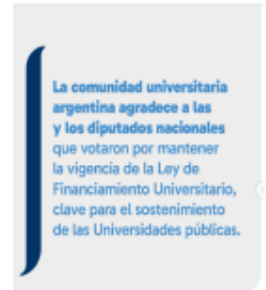 La comunidad universitaria
argentina agradece a las
y los diputados nacionales
que votaron por mantener
la vigencia de la Ley de
Financiamiento Universitario,
clave para el sostenimiento
de las Universidades públicas.